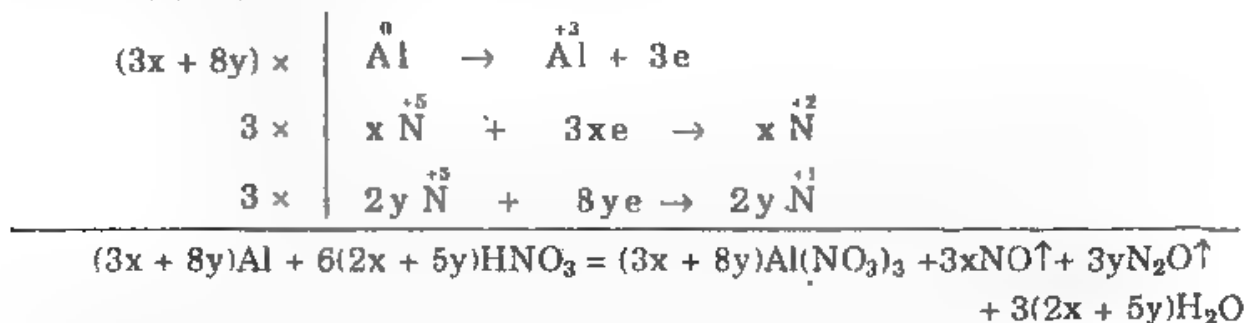 (3x + 8y) × | Al⁰ → Al⁺³ + 3e
3 × | x N⁺⁵ + 3xe → x N⁺²
3 × | 2y N⁺⁵ + 8ye → 2y N⁺¹
(3x + 8y)Al + 6(2x + 5y)HNO₃ = (3x + 8y)Al(NO₃)₃ +3xNO↑+ 3yN₂O↑
+ 3(2x + 5y)H₂O